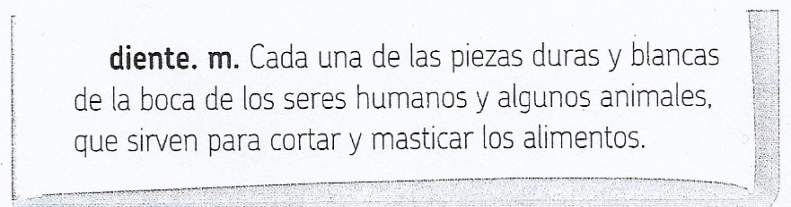 diente. m. Cada una de las piezas duras y blancas
de la boca de los seres humanos y algunos animales,
que sirven para cortar y masticar los alimentos.